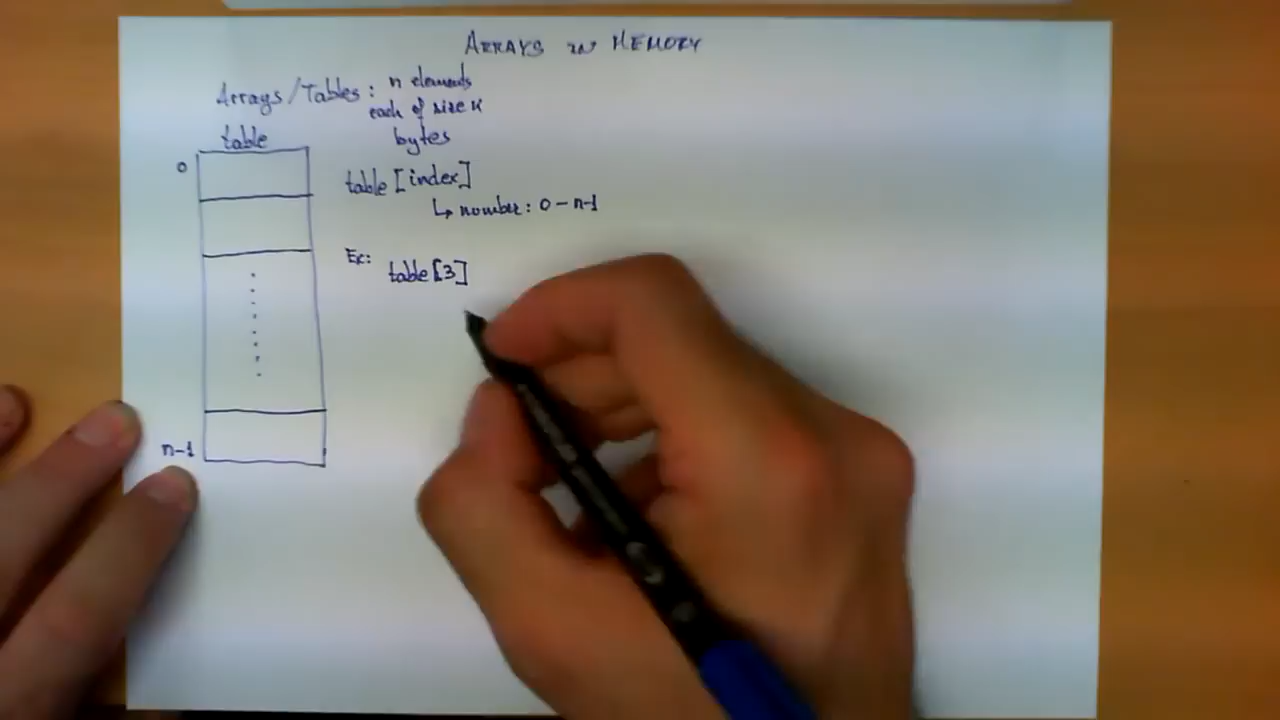 ARRAYS IN MEMORY
Arrays/Tables: n elements
each of size K
bytes
table
0
table [index]
↳ number: 0 - n-1
Ex:
table [3]
n-1